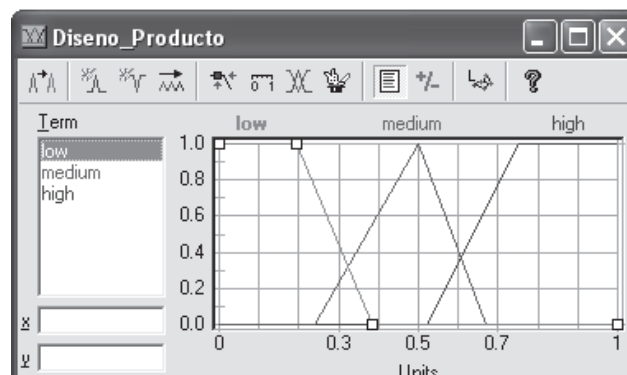 Diseno_Producto
Term
low
medium
high
low medium high
1.0
0.8
0.6
0.4
0.2
0.0
0 0.3 0.5 0.7 1
Units
x
y